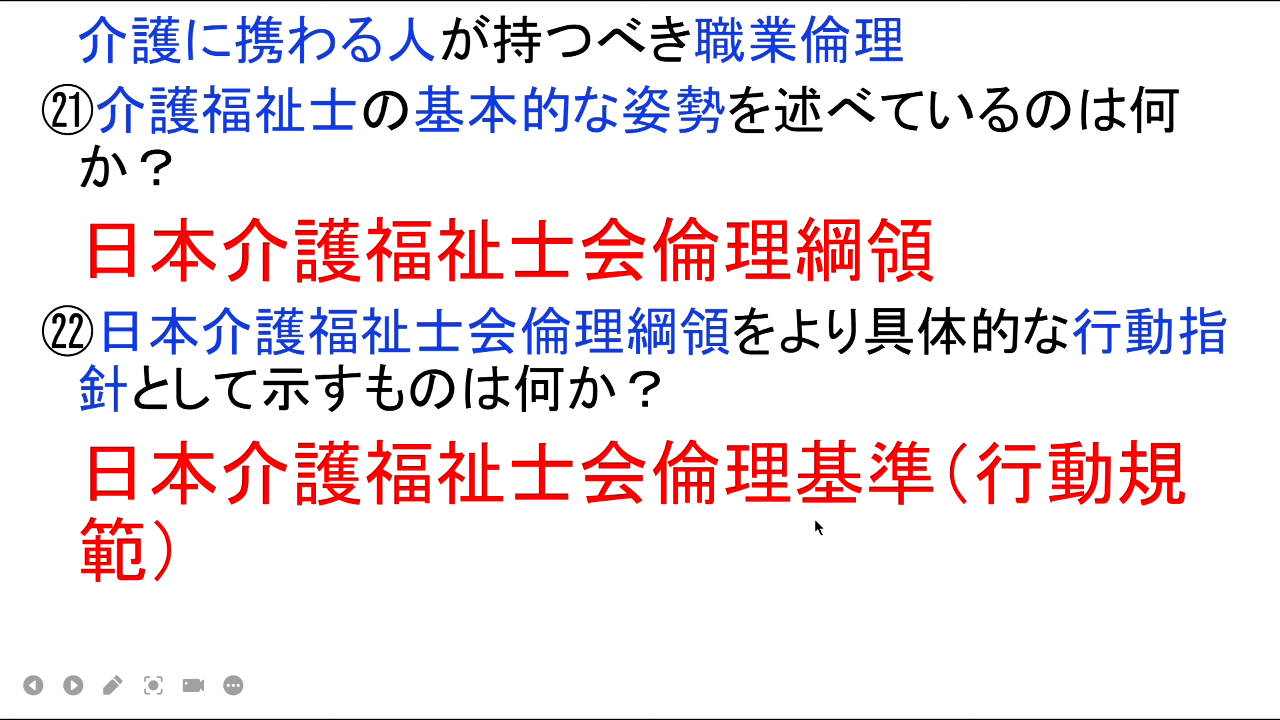 介護に携わる人が持つべき職業倫理
㉑介護福祉士の基本的な姿勢を述べているのは何
か？
日本介護福祉士会倫理綱領
㉒日本介護福祉士会倫理綱領をより具体的な行動指
針として示すものは何か？
日本介護福祉士会倫理基準（行動規
範）